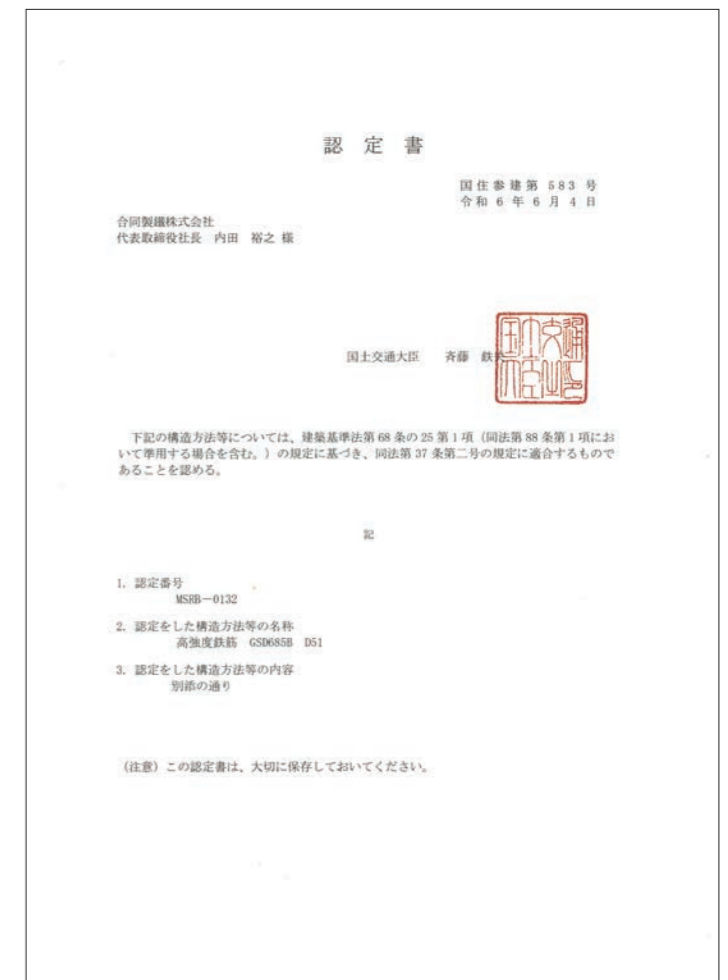 認 定 書
国住参建第 583 号
令和 6 年 6 月 4 日
合同製鐵株式会社
代表取締役社長 内田 裕之 様
国土交通大臣 斉藤 鉄夫
下記の構造方法等については、建築基準法第 68 条の 25 第 1 項（同法第 88 条第 1 項にお
いて準用する場合を含む。）の規定に基づき、同法第 37 条第二号の規定に適合するもので
あることを認める。
記
1. 認定番号
MSRB－0132
2. 認定をした構造方法等の名称
高強度鉄筋 GSD685B D51
3. 認定をした構造方法等の内容
別添の通り
（注意）この認定書は、大切に保存しておいてください。